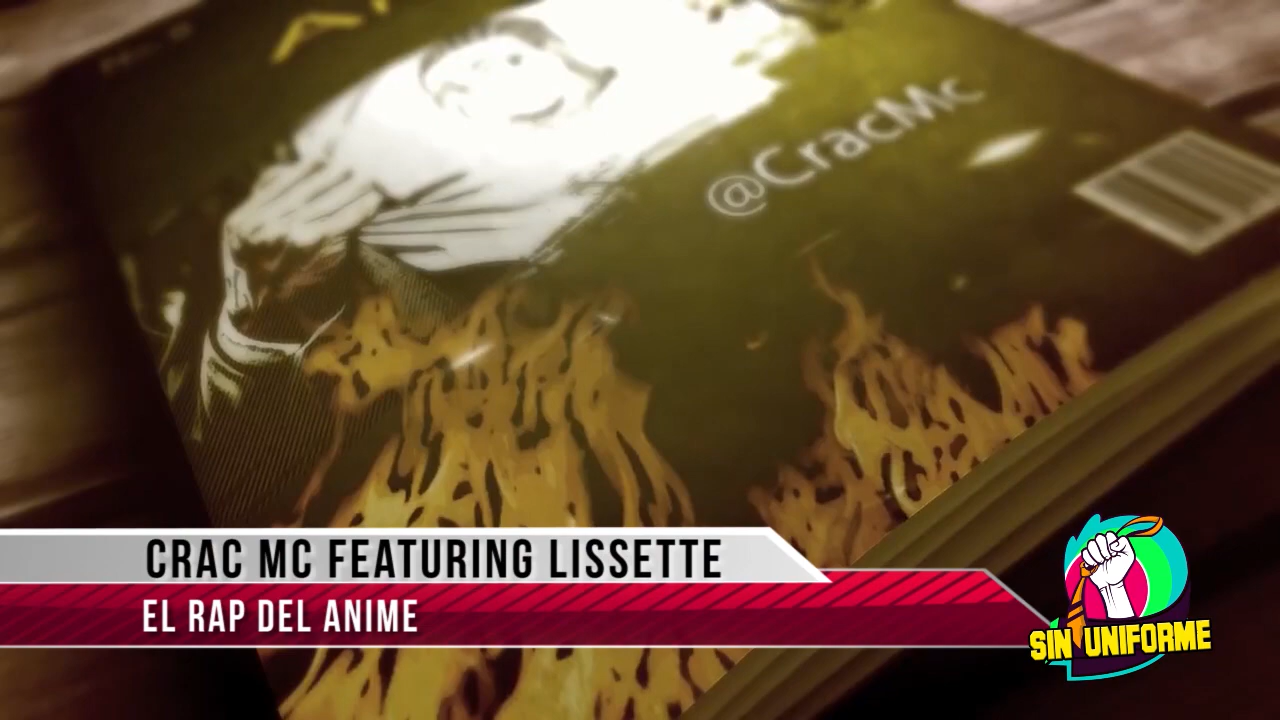 @CracMc
CRAC MC FEATURING LISSETTE
EL RAP DEL ANIME
SIN UNIFORME